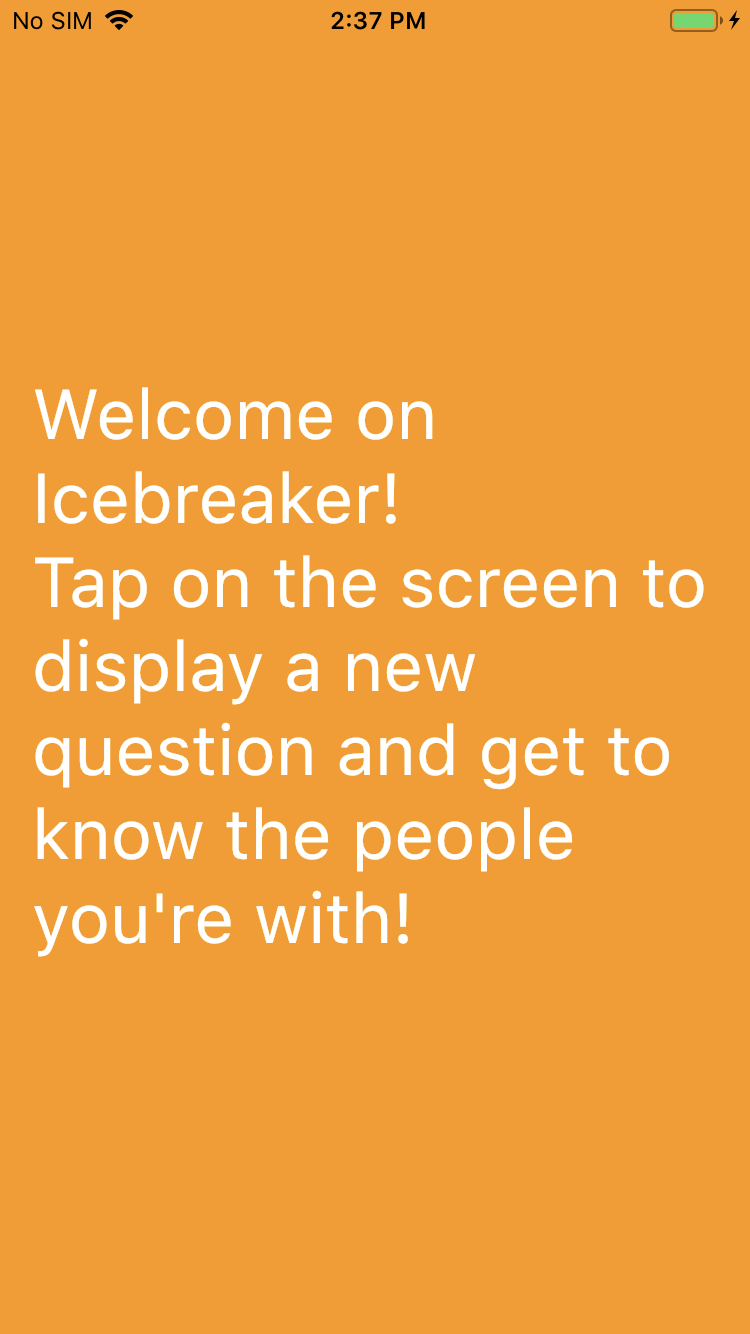 No SIM 2:37 PM
Welcome on
Icebreaker!
Tap on the screen to
display a new
question and get to
know the people
you're with!